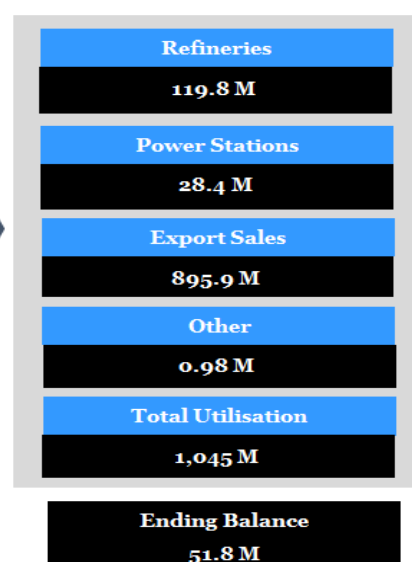 Refineries
119.8 M
Power Stations
28.4 M
Export Sales
895.9 M
Other
0.98 M
Total Utilisation
1,045 M
Ending Balance
51.8 M